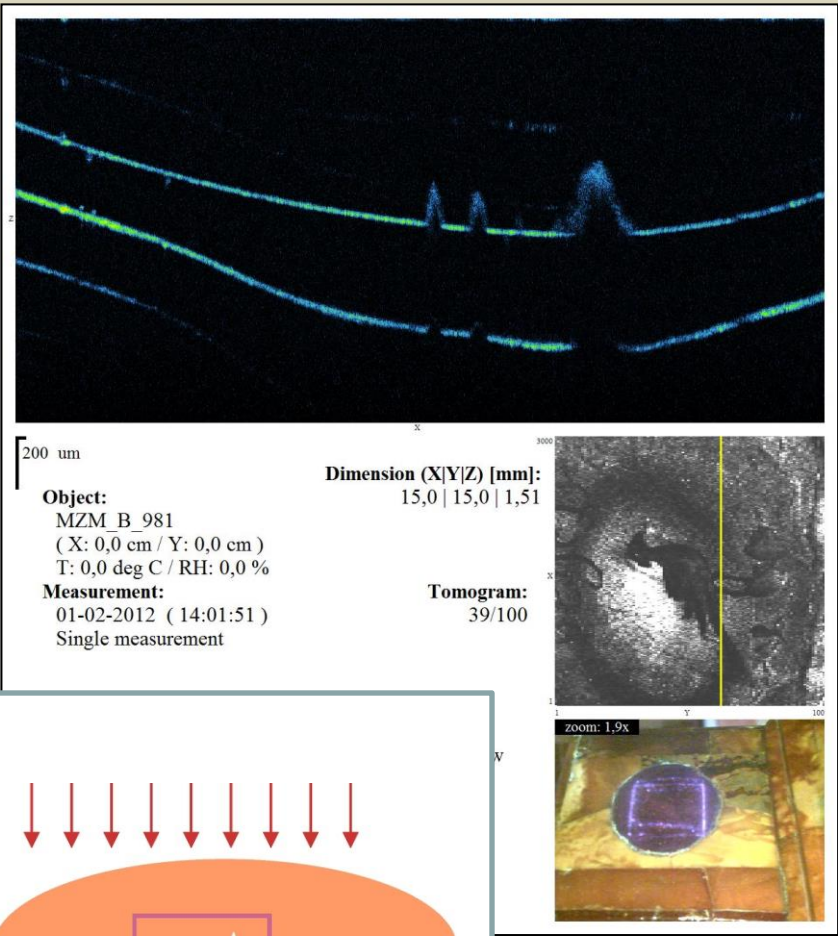 z
x
200 um
Dimension (X|Y|Z) [mm]:
15,0 | 15,0 | 1,51
Object:
MZM_B_981
( X: 0,0 cm / Y: 0,0 cm )
T: 0,0 deg C / RH: 0,0 %
Measurement:
01-02-2012 ( 14:01:51 )
Single measurement
Tomogram:
39/100
3000
X
1
1
Y
100
w
zoom: 1,9x